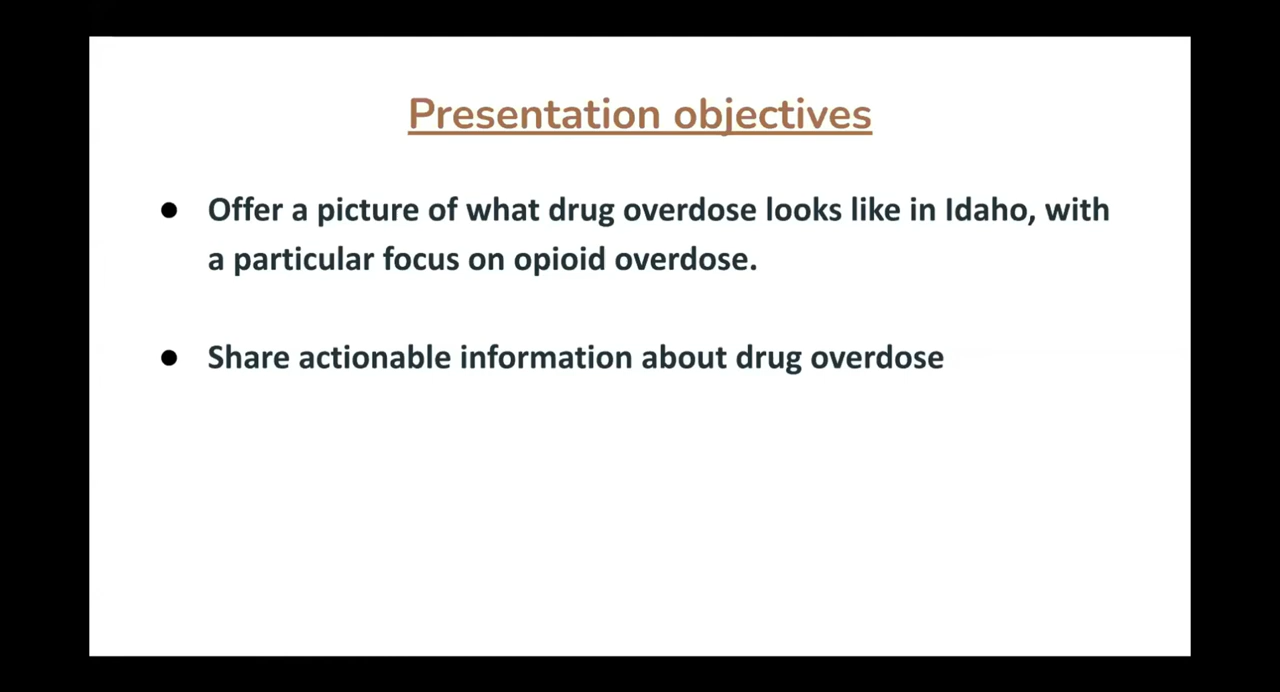 Presentation objectives
● Offer a picture of what drug overdose looks like in Idaho, with
a particular focus on opioid overdose.
● Share actionable information about drug overdose